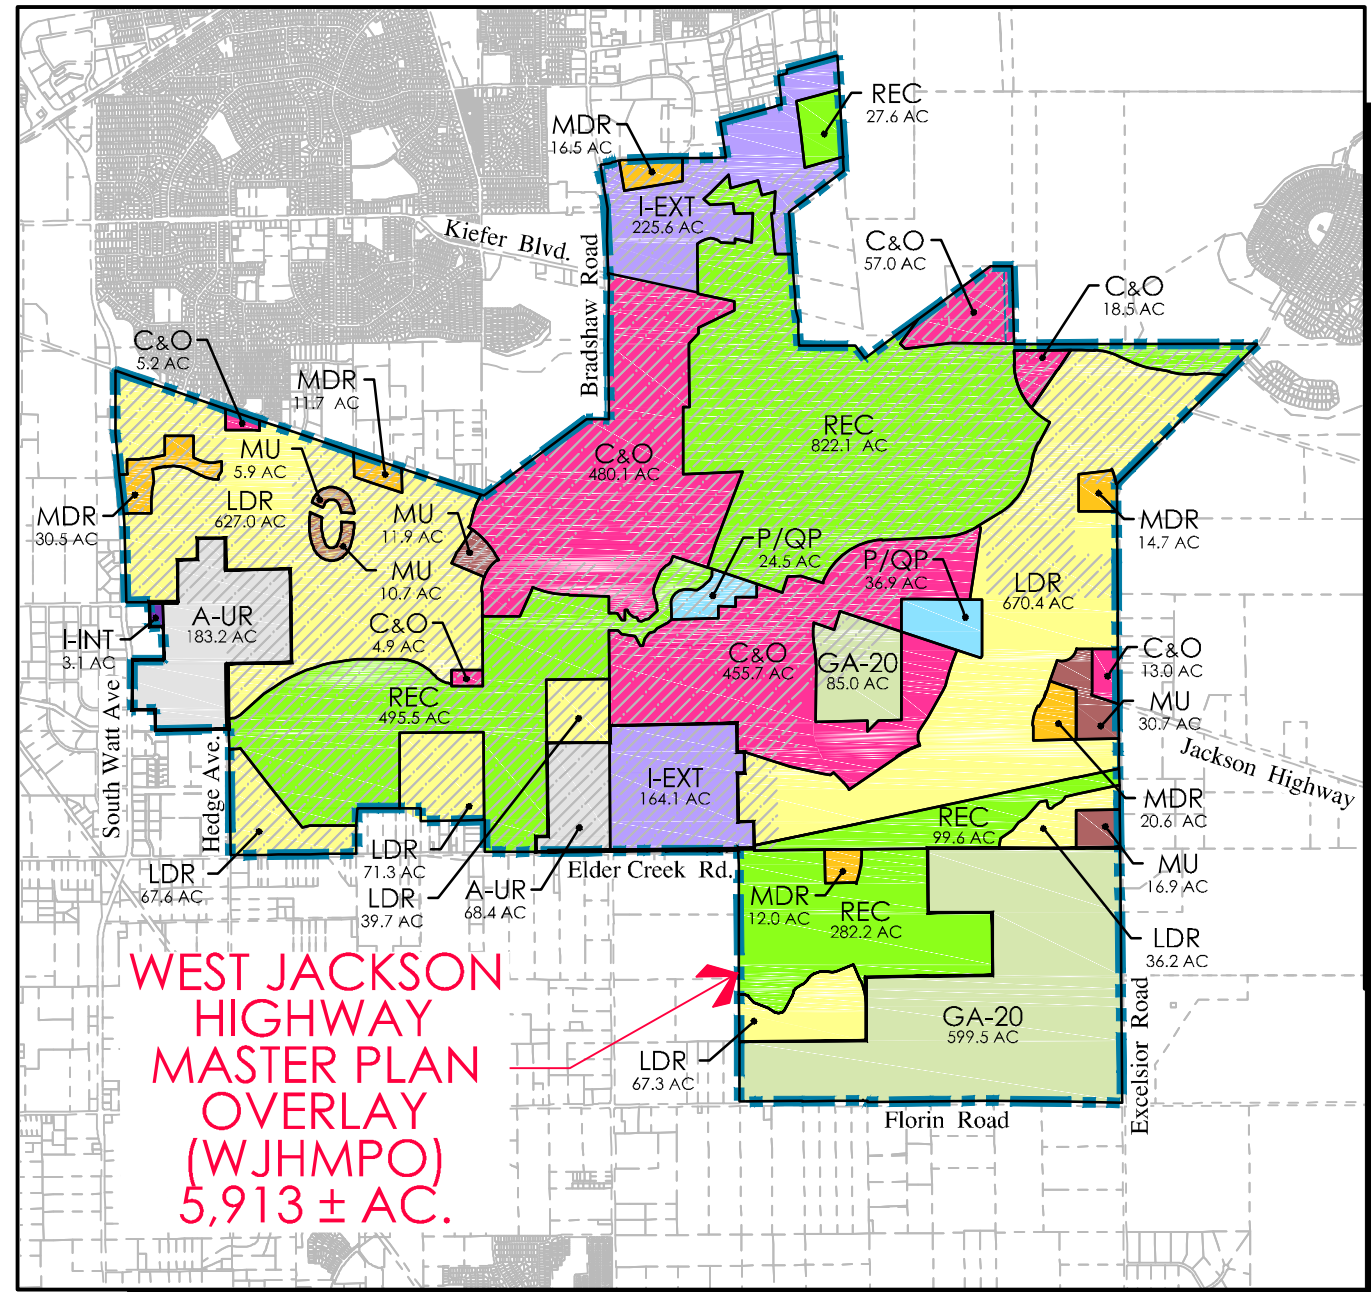 REC
27.6 AC
MDR
16.5 AC
I-EXT
225.6 AC
Kiefer Blvd.
Bradshaw Road
C&O
57.0 AC
C&O
18.5 AC
C&O
5.2 AC
MDR
11.7 AC
REC
822.1 AC
C&O
480.1 AC
MU
5.9 AC
LDR
627.0 AC
MDR
30.5 AC
MU
11.9 AC
MDR
14.7 AC
P/QP
24.5 AC
P/QP
36.9 AC
MU
10.7 AC
LDR
670.4 AC
A-UR
183.2 AC
I-INT
3.1 AC
C&O
4.9 AC
C&O
455.7 AC
GA-20
85.0 AC
C&O
13.0 AC
REC
495.5 AC
MU
30.7 AC
South Watt Ave
Hedge Ave.
Jackson Highway
I-EXT
164.1 AC
MDR
20.6 AC
REC
99.6 AC
LDR
67.6 AC
LDR
71.3 AC
LDR
39.7 AC
A-UR
68.4 AC
Elder Creek Rd.
MU
16.9 AC
MDR
12.0 AC
REC
282.2 AC
LDR
36.2 AC
WEST JACKSON
HIGHWAY
MASTER PLAN
OVERLAY
(WJHMPO)
5,913 ± AC.
GA-20
599.5 AC
LDR
67.3 AC
Excelsior Road
Florin Road